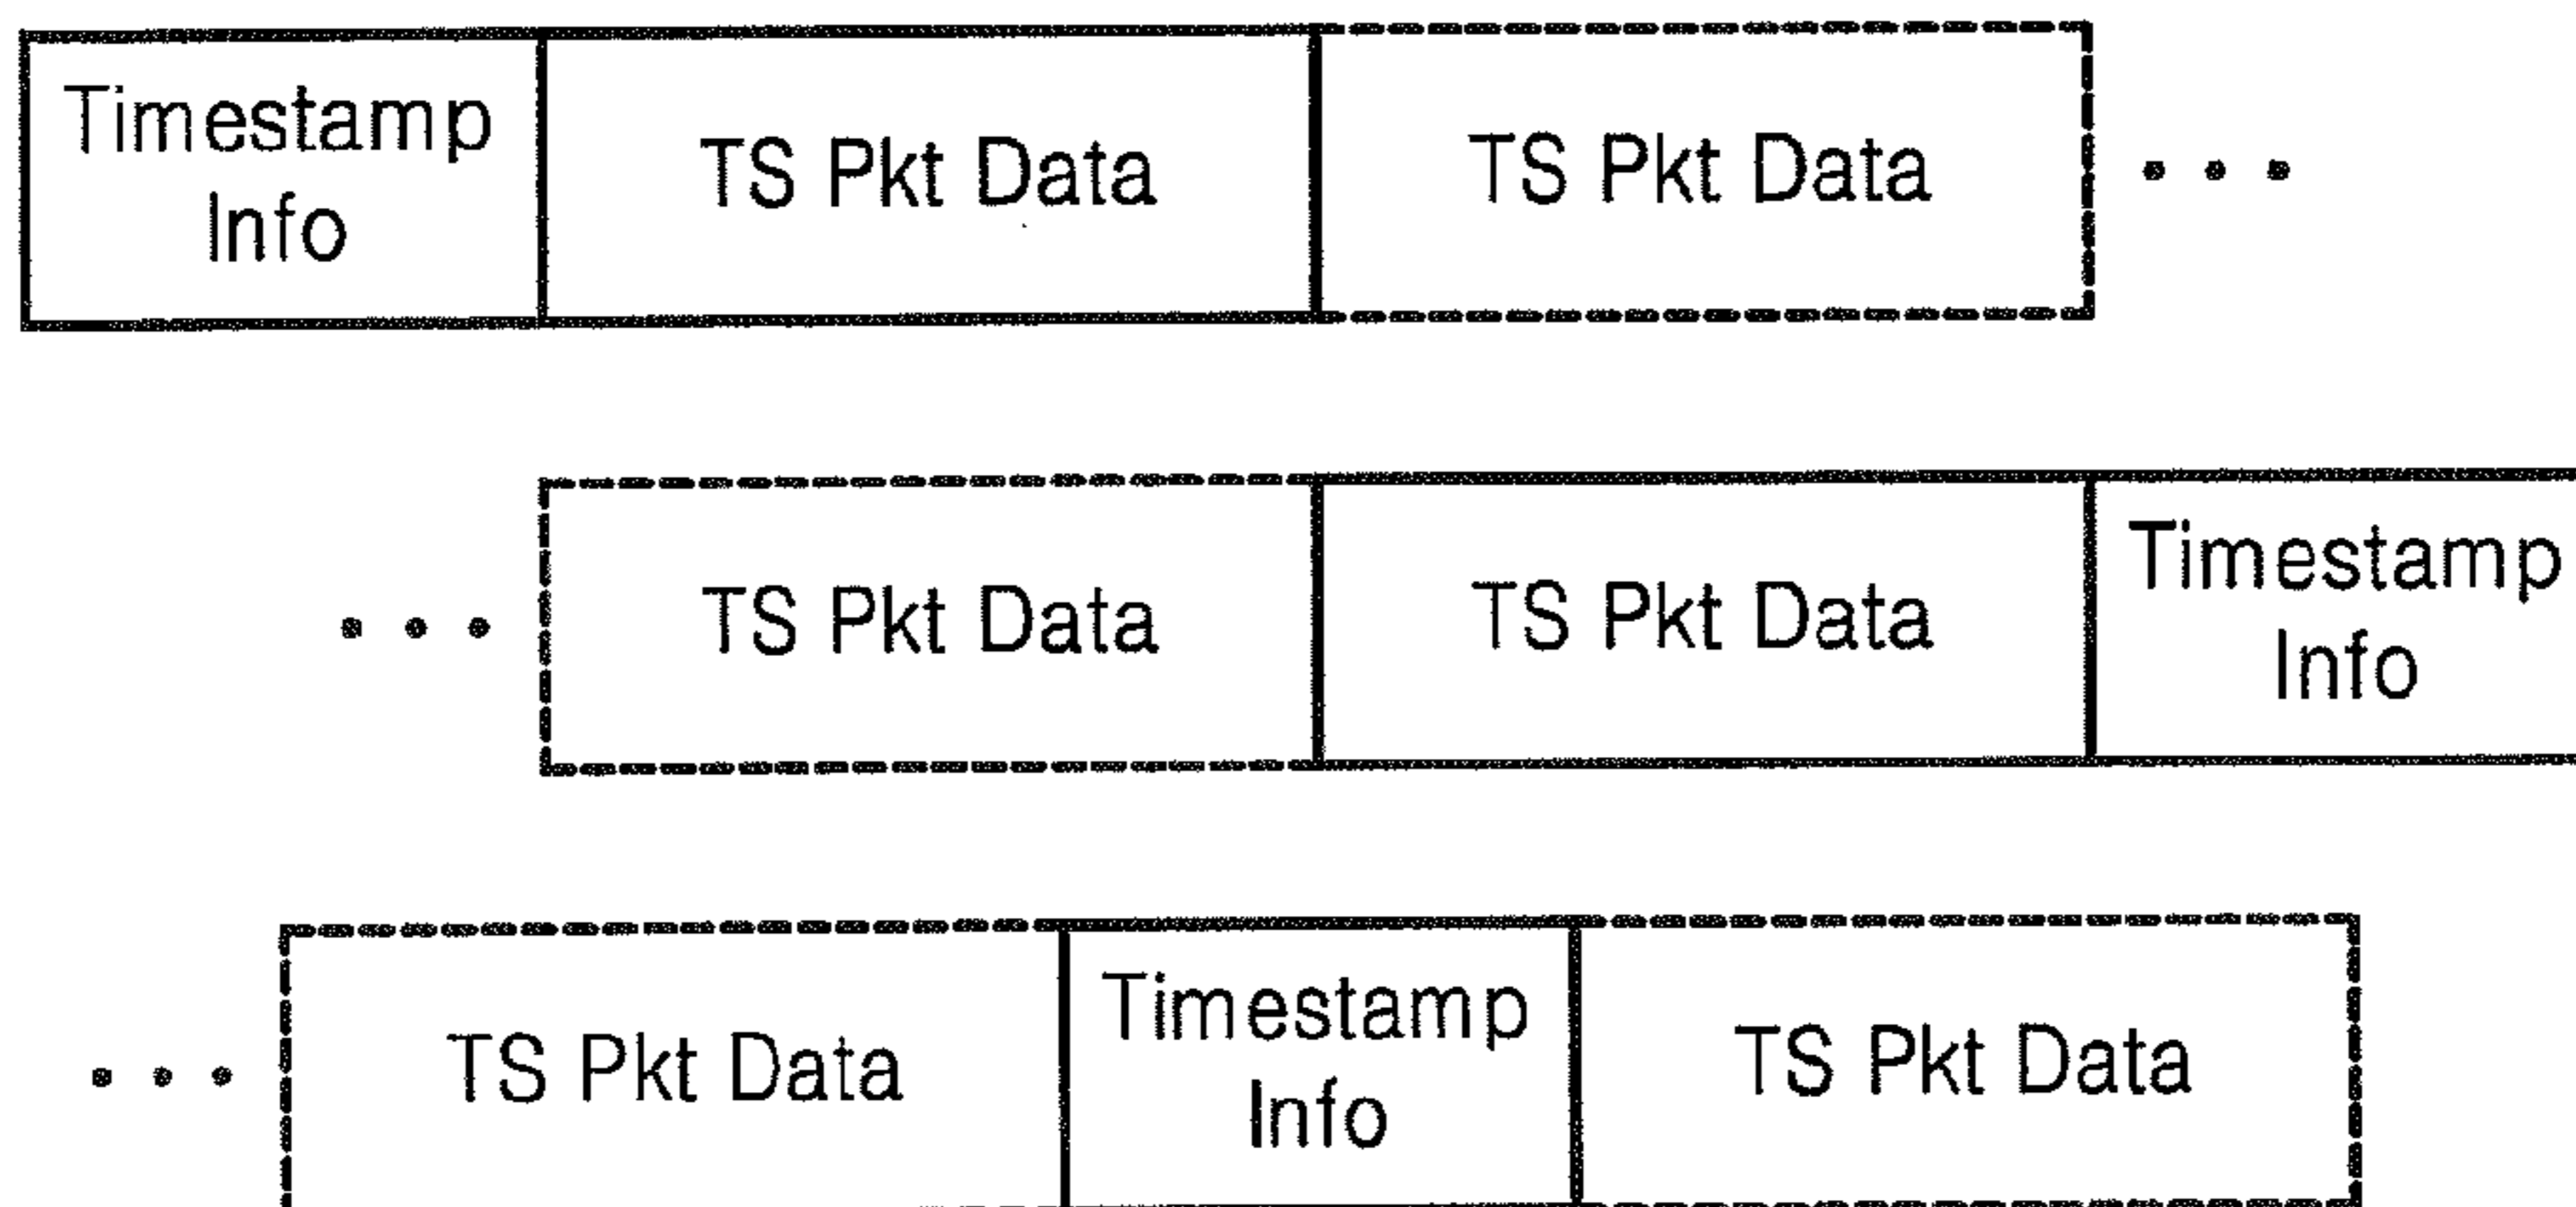 Timestamp
Info
TS Pkt Data
TS Pkt Data
• • •
• • •
TS Pkt Data
TS Pkt Data
Timestamp
Info
• • •
TS Pkt Data
Timestamp
Info
TS Pkt Data